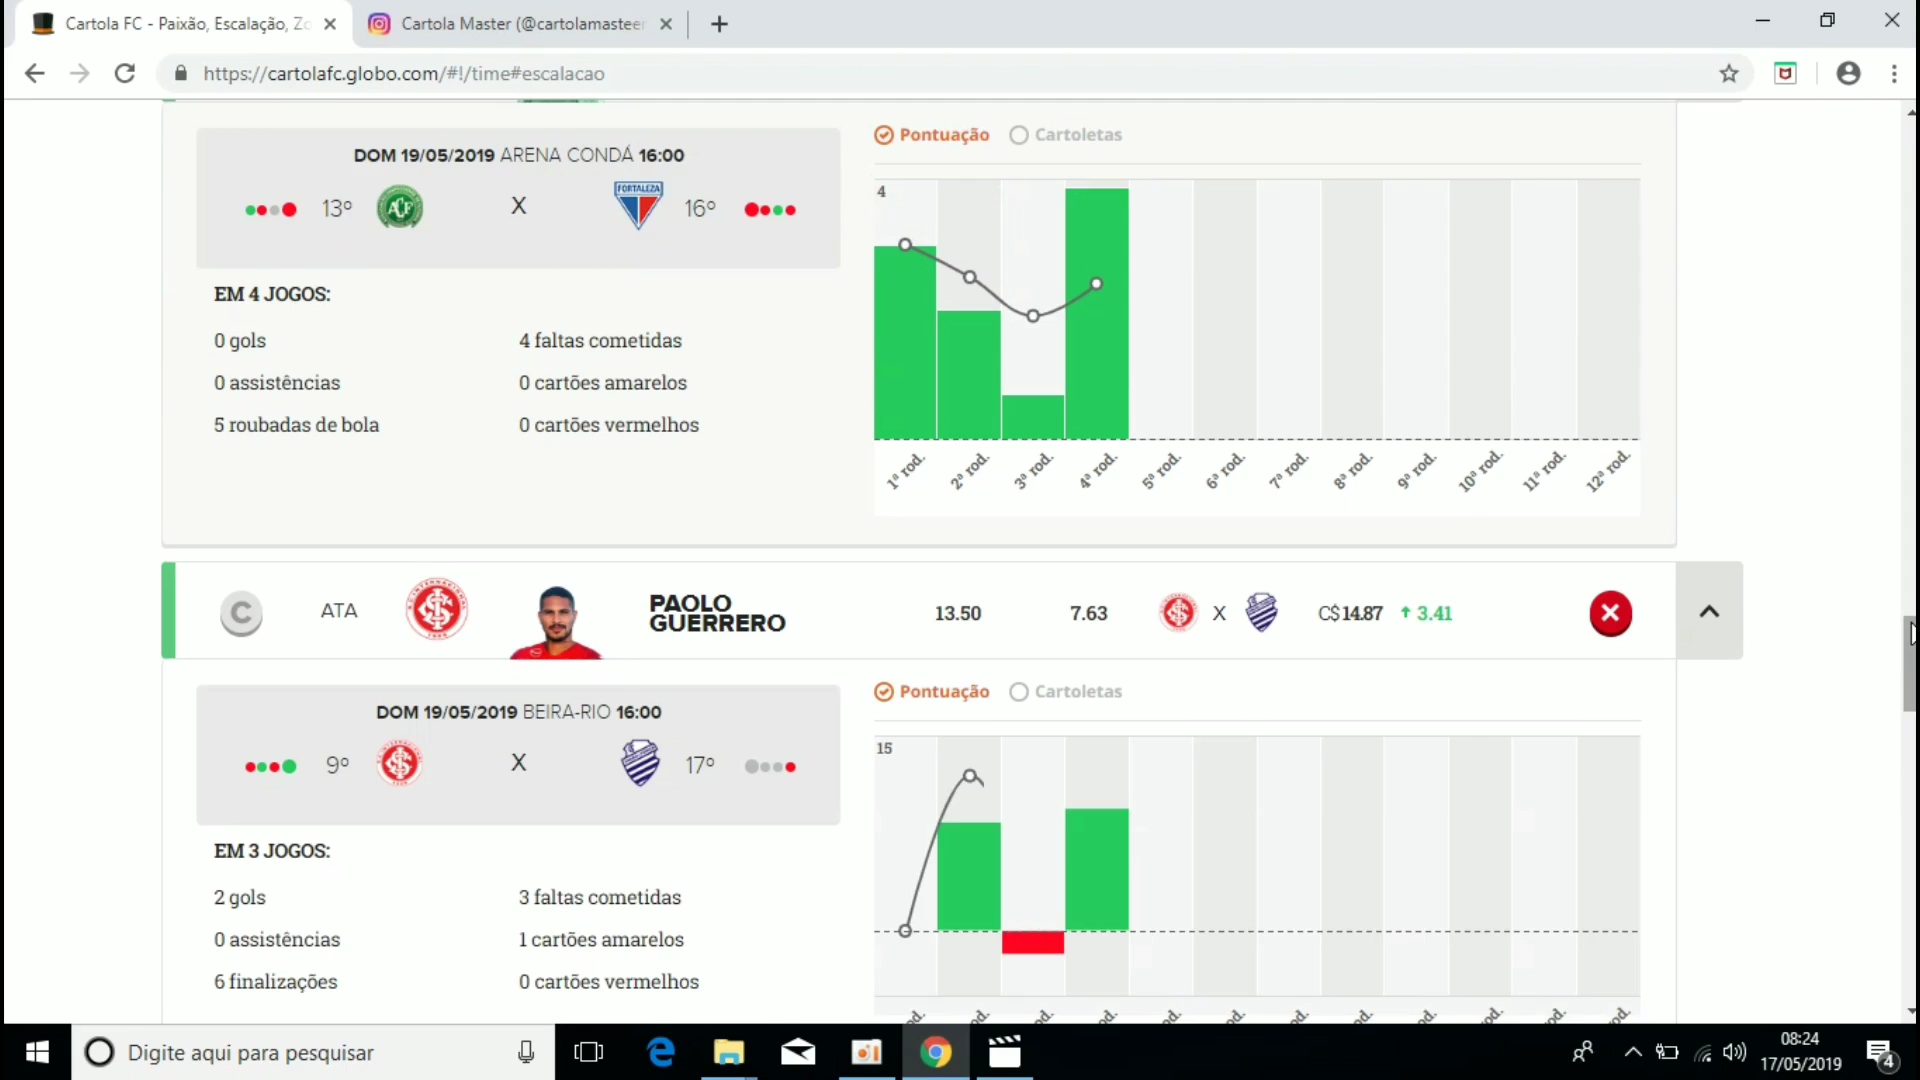 Cartola FC - Paixão, Escalação, Zo
Cartola Master (@cartolamasteer
https://cartolafc.globo.com/#!/time#escalacao
DOM 19/05/2019 ARENA CONDÁ 16:00
13º
ACF
X
FORTALEZA
16º
EM 4 JOGOS:
0 gols
4 faltas cometidas
0 assistências
0 cartões amarelos
5 roubadas de bola
0 cartões vermelhos
Pontuação
Cartoletas
4
1ª rod.
2ª rod.
3ª rod.
4ª rod.
5ª rod.
6ª rod.
7ª rod.
8ª rod.
9ª rod.
10ª rod.
11ª rod.
12ª rod.
C
ATA
PAOLO
GUERRERO
13.50
7.63
X
C$ 14.87
3.41
DOM 19/05/2019 BEIRA-RIO 16:00
9º
X
17º
EM 3 JOGOS:
2 gols
3 faltas cometidas
0 assistências
1 cartões amarelos
6 finalizações
0 cartões vermelhos
Pontuação
Cartoletas
15
Digite aqui para pesquisar
08:24
17/05/2019
4